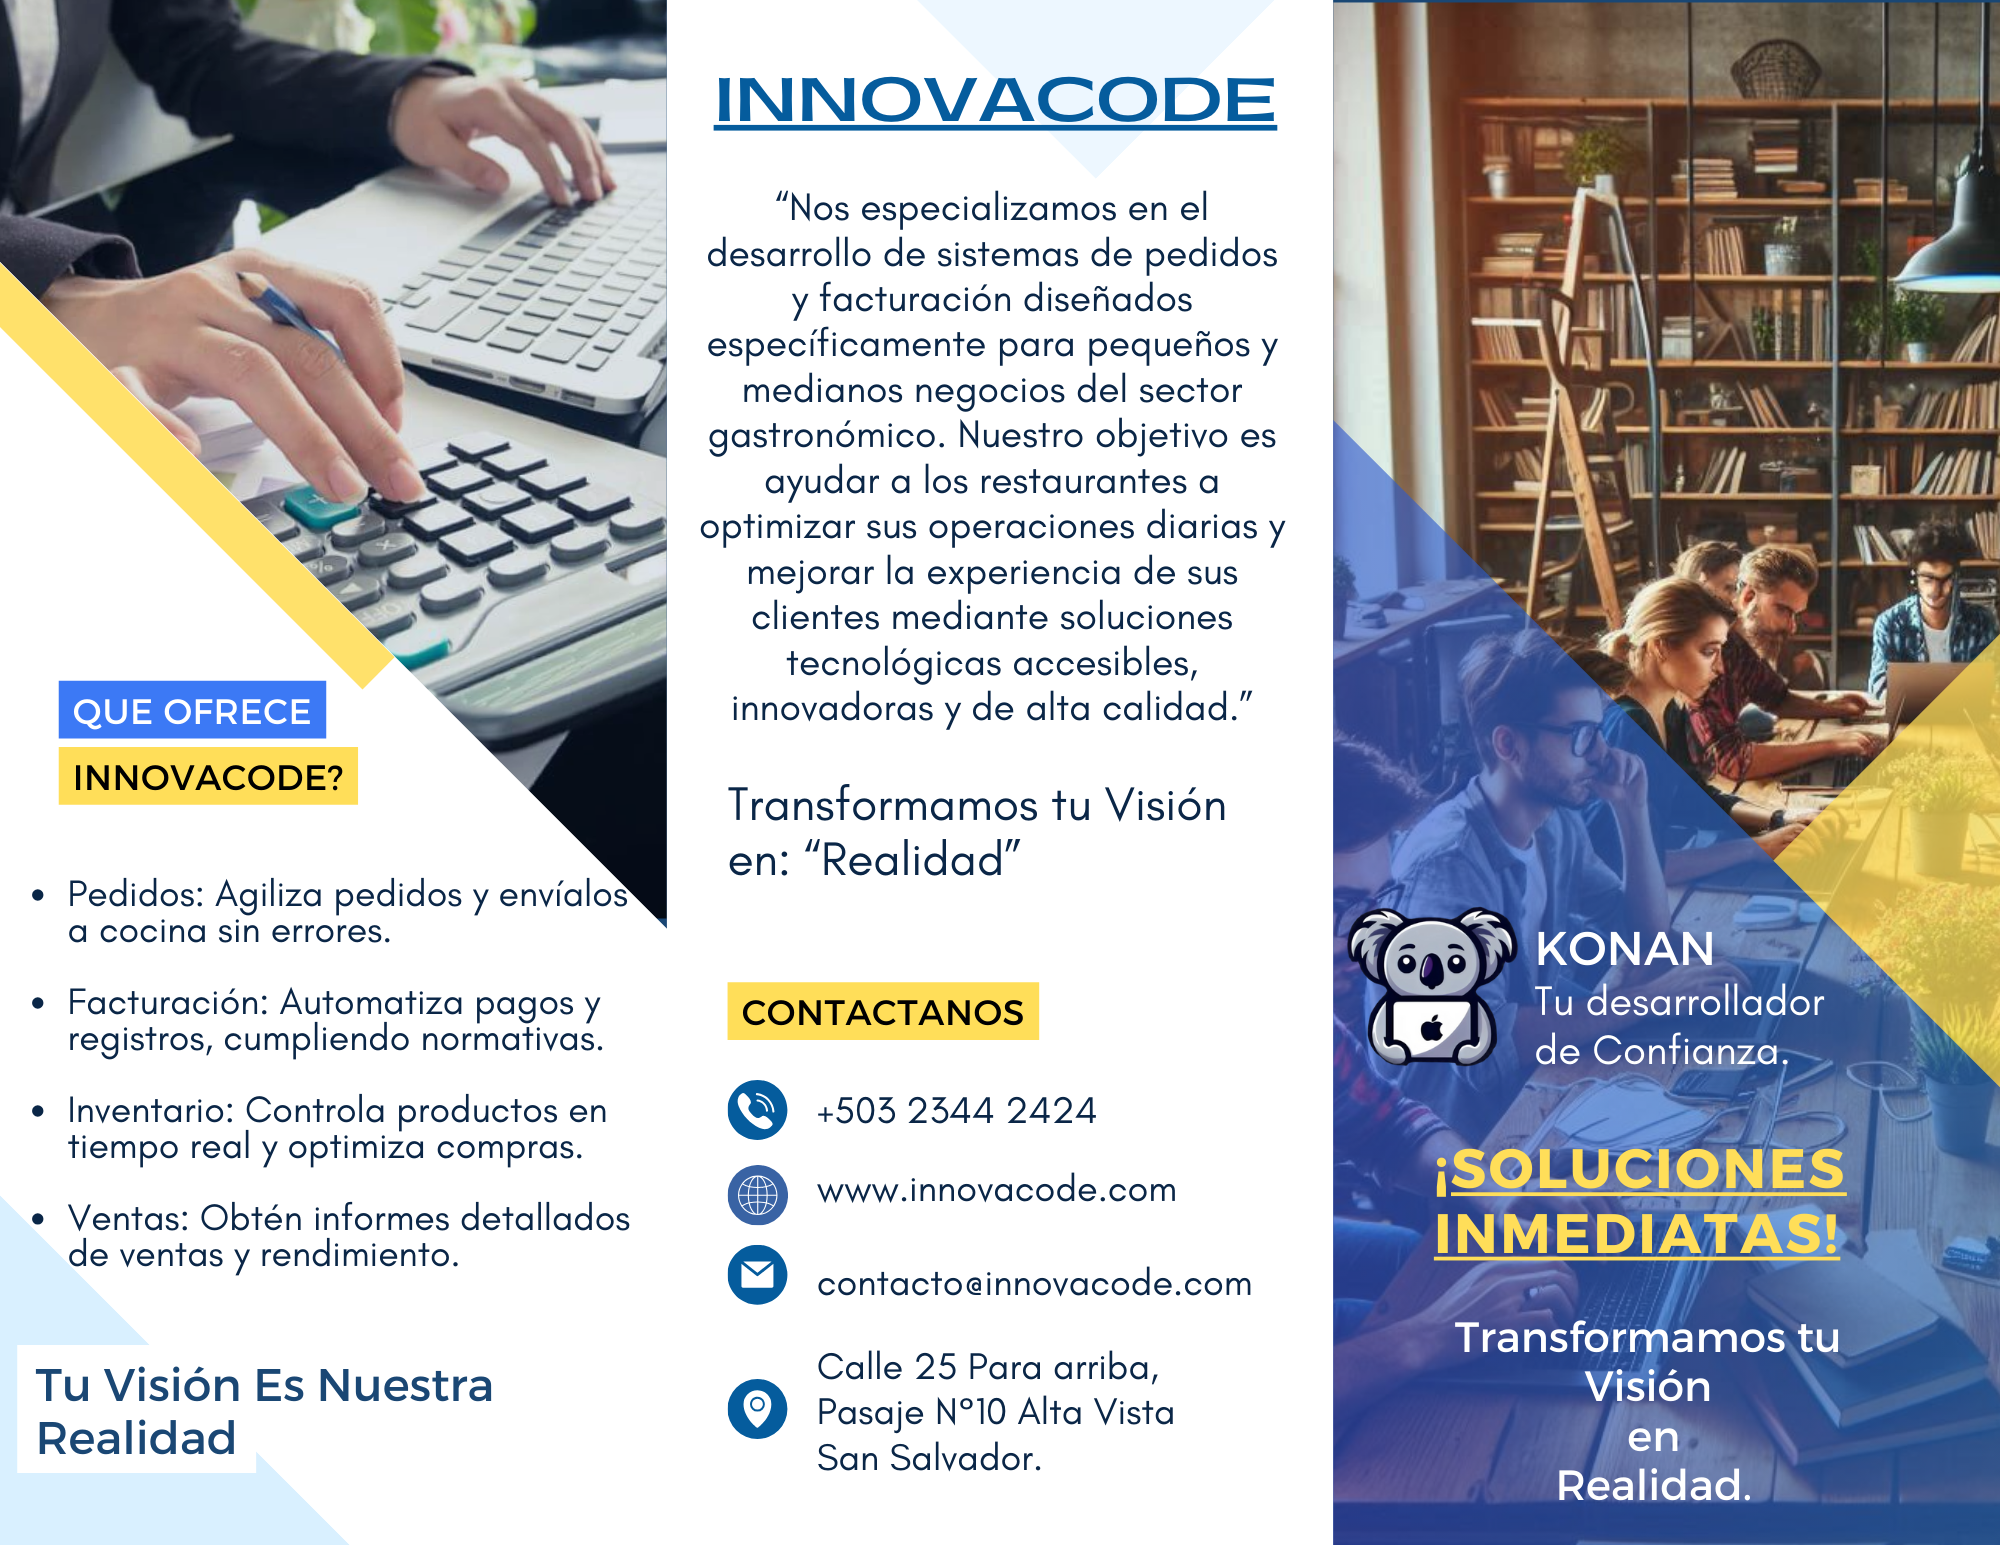 QUE OFRECE
INNOVACODE?
• Pedidos: Agiliza pedidos y envíalos
a cocina sin errores.
• Facturación: Automatiza pagos y
registros, cumpliendo normativas.
• Inventario: Controla productos en
tiempo real y optimiza compras.
• Ventas: Obtén informes detallados
de ventas y rendimiento.
Tu Visión Es Nuestra
Realidad
INNOVACODE
“Nos especializamos en el
desarrollo de sistemas de pedidos
y facturación diseñados
específicamente para pequeños y
medianos negocios del sector
gastronómico. Nuestro objetivo es
ayudar a los restaurantes a
optimizar sus operaciones diarias y
mejorar la experiencia de sus
clientes mediante soluciones
tecnológicas accesibles,
innovadoras y de alta calidad.”
Transformamos tu Visión
en: “Realidad”
CONTACTANOS
+503 2344 2424
www.innovacode.com
contacto@innovacode.com
Calle 25 Para arriba,
Pasaje N°10 Alta Vista
San Salvador.
KONAN
Tu desarrollador
de Confianza.
¡SOLUCIONES
INMEDIATAS!
Transformamos tu
Visión
en
Realidad.